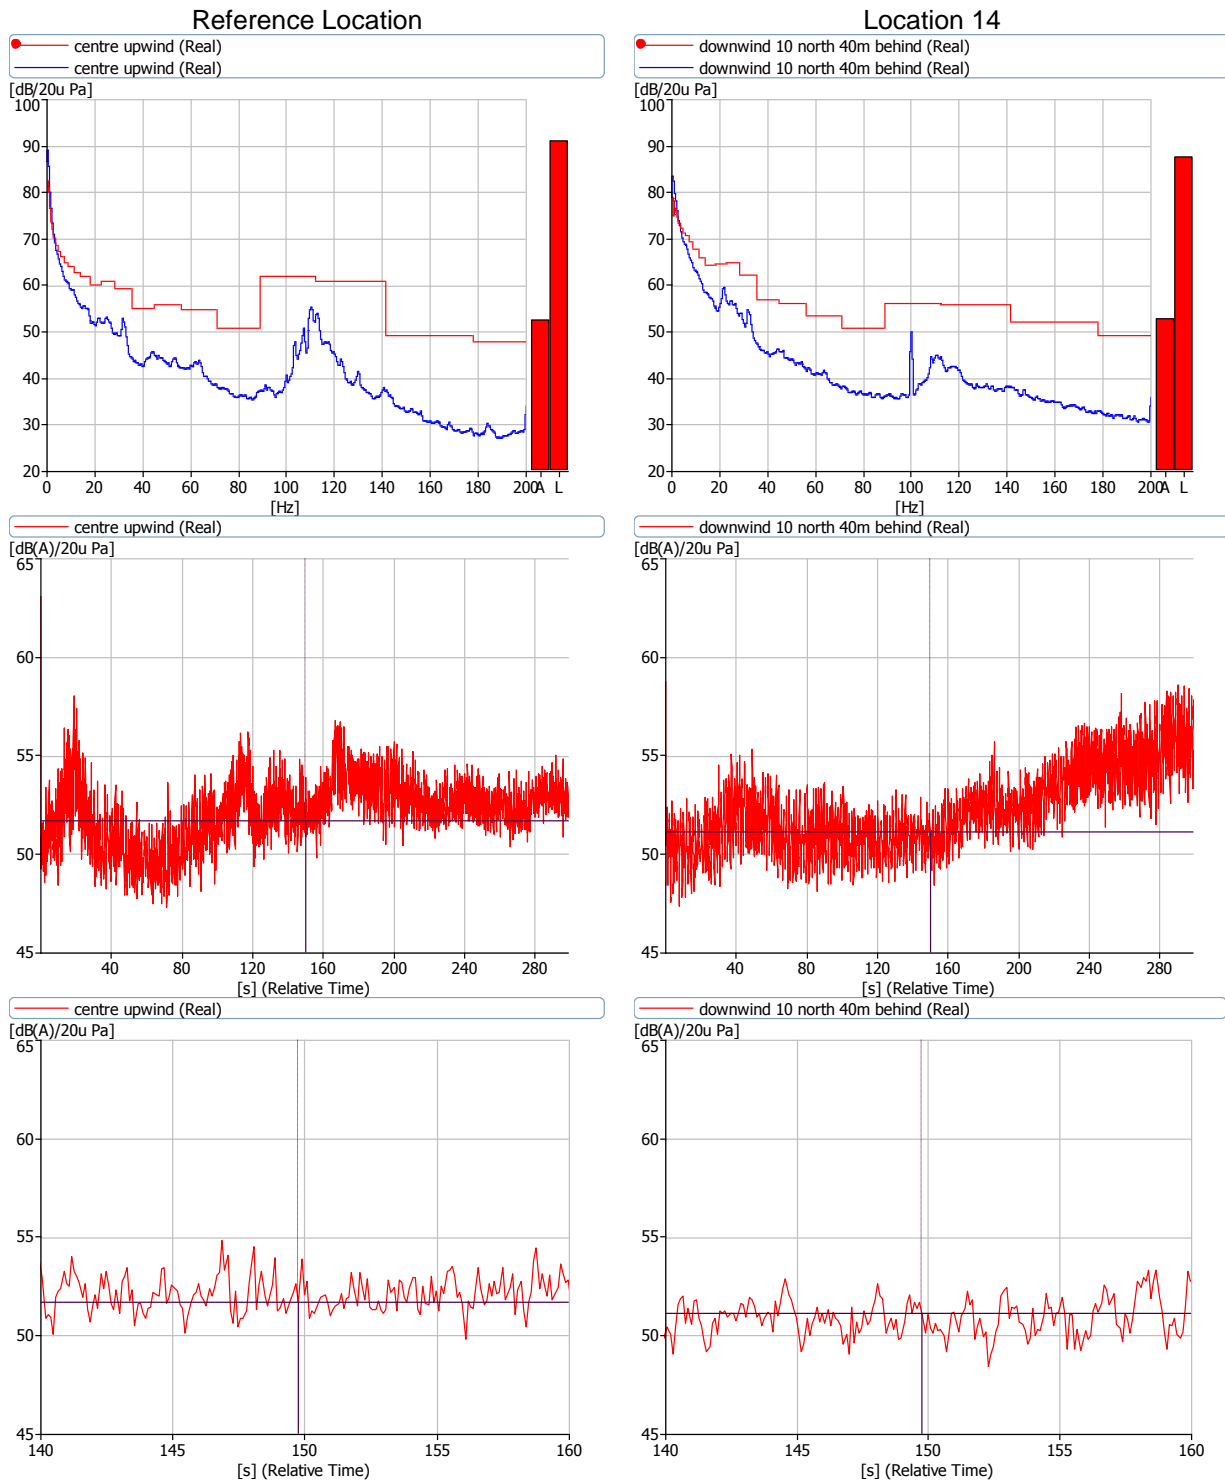 Reference Location
centre upwind (Real)
centre upwind (Real)
[dB/20u Pa]
100
90
80
70
60
50
40
30
20
0 20 40 60 80 100 120 140 160 180 200 A L
[Hz]
Location 14
downwind 10 north 40m behind (Real)
downwind 10 north 40m behind (Real)
[dB/20u Pa]
100
90
80
70
60
50
40
30
20
0 20 40 60 80 100 120 140 160 180 200 A L
[Hz]
centre upwind (Real)
[dB(A)/20u Pa]
65
60
55
50
45
40 80 120 160 200 240 280
[s] (Relative Time)
downwind 10 north 40m behind (Real)
[dB(A)/20u Pa]
65
60
55
50
45
40 80 120 160 200 240 280
[s] (Relative Time)
centre upwind (Real)
[dB(A)/20u Pa]
65
60
55
50
45
140 145 150 155 160
[s] (Relative Time)
downwind 10 north 40m behind (Real)
[dB(A)/20u Pa]
65
60
55
50
45
140 145 150 155 160
[s] (Relative Time)